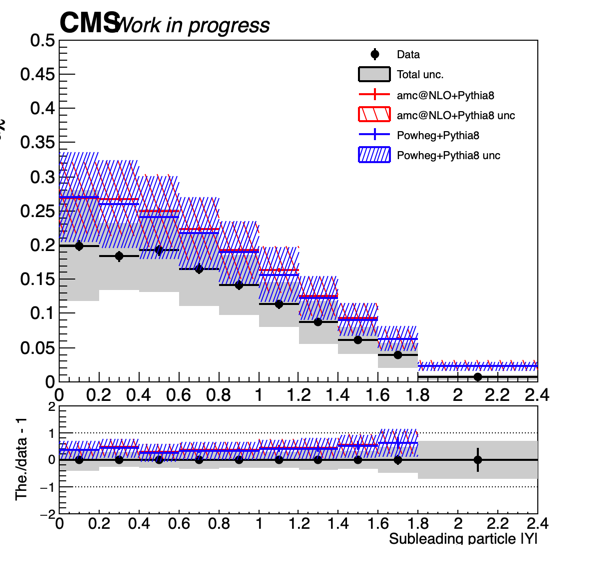 CMS Work in progress
0.5
0.45
0.4
0.35
0.3
0.25
0.2
0.15
0.1
0.05
0
Data
Total unc.
amc@NLO+Pythia8
amc@NLO+Pythia8 unc
Powheg+Pythia8
Powheg+Pythia8 unc
0 0.2 0.4 0.6 0.8 1 1.2 1.4 1.6 1.8 2 2.2 2.4
The./data - 1
2
1
0
−1
−2
0 0.2 0.4 0.6 0.8 1 1.2 1.4 1.6 1.8 2 2.2 2.4
Subleading particle |Y|